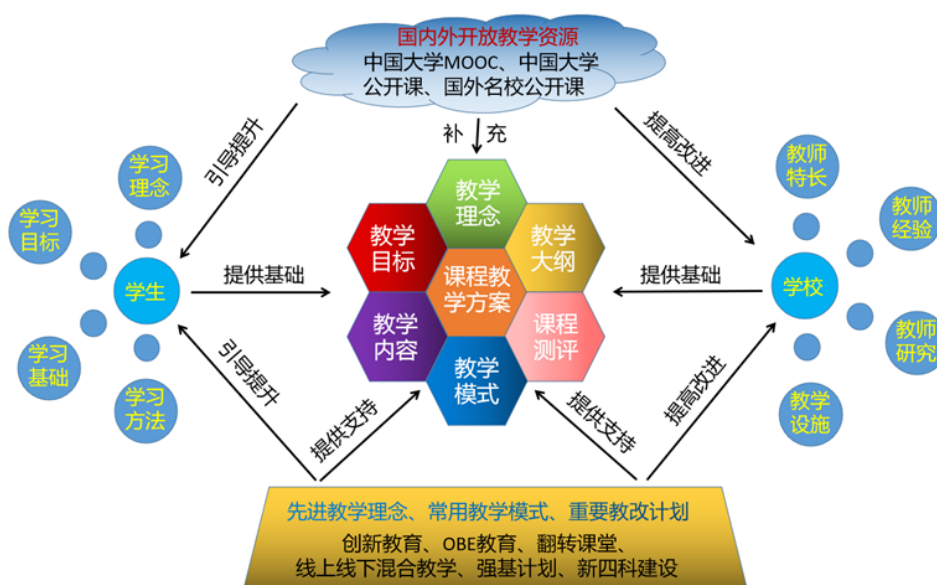 国内外开放教学资源
中国大学MOOC、中国大学
公开课、国外名校公开课
引导提升
补 充
提高改进
学习
理念
学习
目标
学生
学习
基础
学习
方法
提供基础
教学
理念
教学
目标
教学
大纲
课程教
学方案
教学
内容
课程
测评
教学
模式
提供基础
教师
特长
教师
经验
学校
教师
研究
教学
设施
引导提升
提供支持
提供支持
提高改进
先进教学理念、常用教学模式、重要教改计划
创新教育、OBE教育、翻转课堂、
线上线下混合教学、强基计划、新四科建设